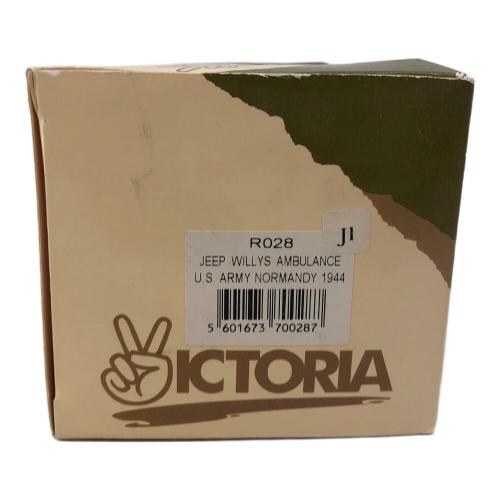 R028
J1
JEEP WILLYS AMBULANCE
U.S ARMY NORMANDY 1944
5 601673 700287
VICTORIA